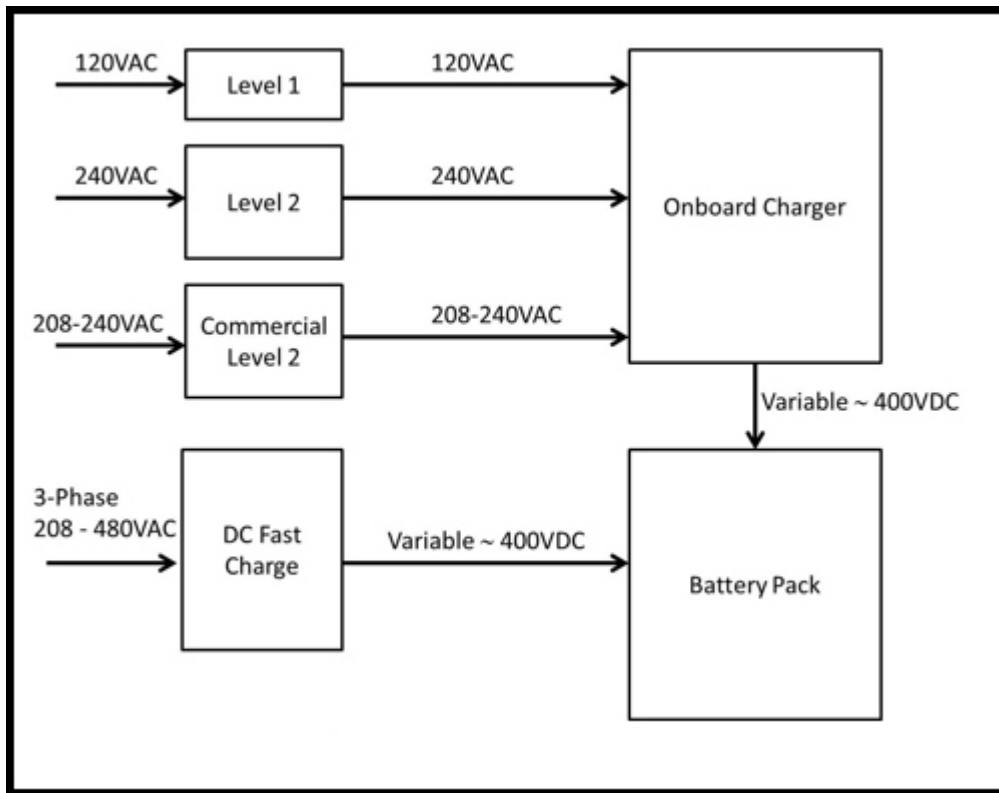 120VAC
Level 1
120VAC
240VAC
Level 2
240VAC
Onboard Charger
208-240VAC
Commercial
Level 2
208-240VAC
Variable ~ 400VDC
3-Phase
208 - 480VAC
DC Fast
Charge
Variable ~ 400VDC
Battery Pack